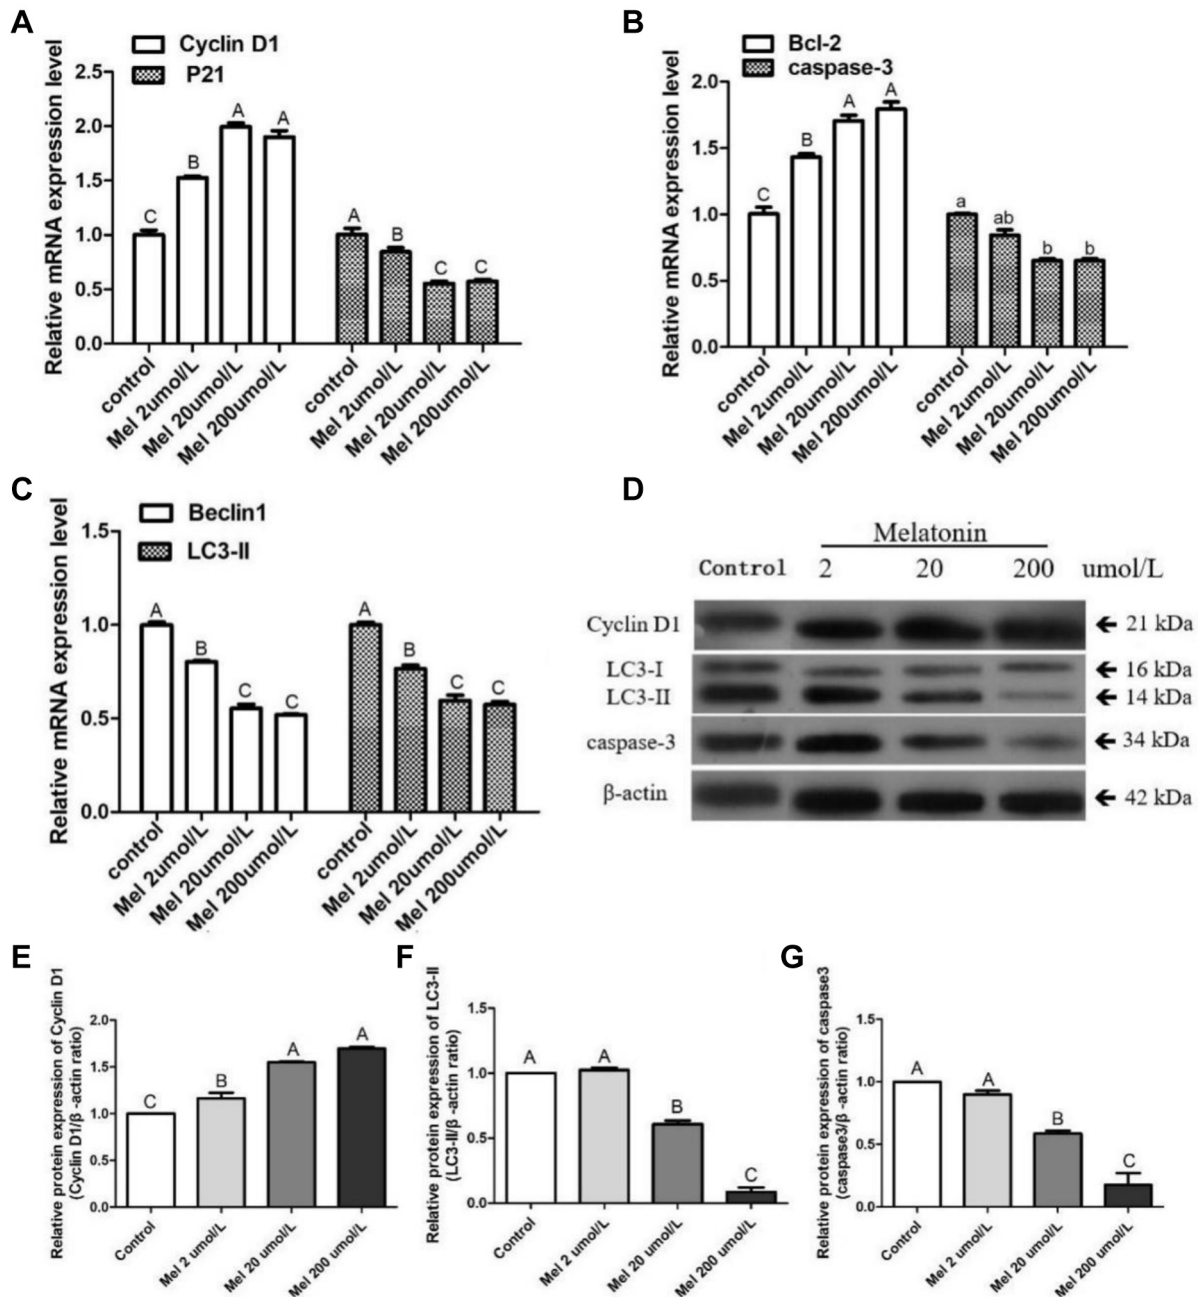 A
Cyclin D1
P21
Relative mRNA expression level
2.5
2.0
1.5
1.0
0.5
0.0
C
B
A
A
A
B
C
C
control
Mel 2umol/L
Mel 20umol/L
Mel 200umol/L
control
Mel 2umol/L
Mel 20umol/L
Mel 200umol/L
B
Bcl-2
caspase-3
Relative mRNA expression level
2.0
1.5
1.0
0.5
0.0
C
B
A
A
a
ab
b
b
control
Mel 2umol/L
Mel 20umol/L
Mel 200umol/L
control
Mel 2umol/L
Mel 20umol/L
Mel 200umol/L
C
Beclin1
LC3-II
Relative mRNA expression level
1.5
1.0
0.5
0.0
A
B
C
C
A
B
C
C
control
Mel 2umol/L
Mel 20umol/L
Mel 200umol/L
control
Mel 2umol/L
Mel 20umol/L
Mel 200umol/L
D
Melatonin
Control 2 20 200 umol/L
Cyclin D1 ← 21 kDa
LC3-I ← 16 kDa
LC3-II ← 14 kDa
caspase-3 ← 34 kDa
β-actin ← 42 kDa
E
Relative protein expression of Cyclin D1
(Cyclin D1/β -actin ratio)
2.0
1.5
1.0
0.5
0.0
C
B
A
A
Control
Mel 2 umol/L
Mel 20 umol/L
Mel 200 umol/L
F
Relative protein expression of LC3-II
(LC3-II/β -actin ratio)
1.5
1.0
0.5
0.0
A
A
B
C
Control
Mel 2 umol/L
Mel 20 umol/L
Mel 200 umol/L
G
Relative protein expression of caspase3
(caspase3/β -actin ratio)
1.5
1.0
0.5
0.0
A
A
B
C
Control
Mel 2 umol/L
Mel 20 umol/L
Mel 200 umol/L